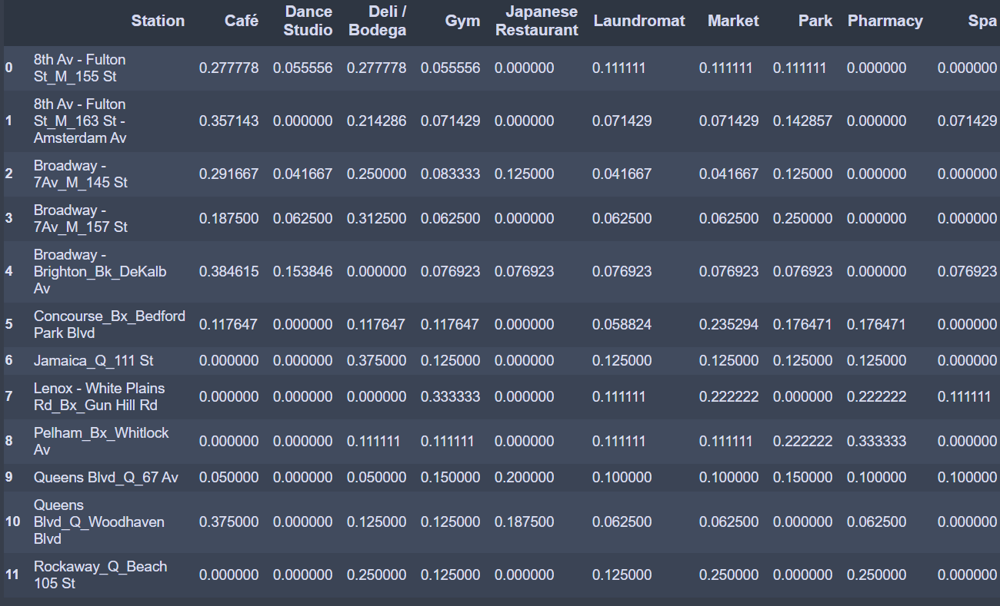 Station Café Dance Studio Deli / Bodega Gym Japanese Restaurant Laundromat Market Park Pharmacy Spa
0 8th Av - Fulton St_M_155 St 0.277778 0.055556 0.277778 0.055556 0.000000 0.111111 0.111111 0.111111 0.000000 0.000000
1 8th Av - Fulton St_M_163 St - Amsterdam Av 0.357143 0.000000 0.214286 0.071429 0.000000 0.071429 0.071429 0.142857 0.000000 0.071429
2 Broadway - 7Av_M_145 St 0.291667 0.041667 0.250000 0.083333 0.125000 0.041667 0.041667 0.125000 0.000000 0.000000
3 Broadway - 7Av_M_157 St 0.187500 0.062500 0.312500 0.062500 0.000000 0.062500 0.062500 0.250000 0.000000 0.000000
4 Broadway - Brighton_Bk_DeKalb Av 0.384615 0.153846 0.000000 0.076923 0.076923 0.076923 0.076923 0.076923 0.000000 0.076923
5 Concourse_Bx_Bedford Park Blvd 0.117647 0.000000 0.117647 0.117647 0.000000 0.058824 0.235294 0.176471 0.176471 0.000000
6 Jamaica_Q_111 St 0.000000 0.000000 0.375000 0.125000 0.000000 0.125000 0.125000 0.125000 0.125000 0.000000
7 Lenox - White Plains Rd_Bx_Gun Hill Rd 0.000000 0.000000 0.000000 0.333333 0.000000 0.111111 0.222222 0.000000 0.222222 0.111111
8 Pelham_Bx_Whitlock Av 0.000000 0.000000 0.111111 0.111111 0.000000 0.111111 0.111111 0.222222 0.333333 0.000000
9 Queens Blvd_Q_67 Av 0.050000 0.000000 0.050000 0.150000 0.200000 0.100000 0.100000 0.150000 0.100000 0.100000
10 Queens Blvd_Q_Woodhaven Blvd 0.375000 0.000000 0.125000 0.125000 0.187500 0.062500 0.062500 0.000000 0.062500 0.000000
11 Rockaway_Q_Beach 105 St 0.000000 0.000000 0.250000 0.125000 0.000000 0.125000 0.250000 0.000000 0.250000 0.000000